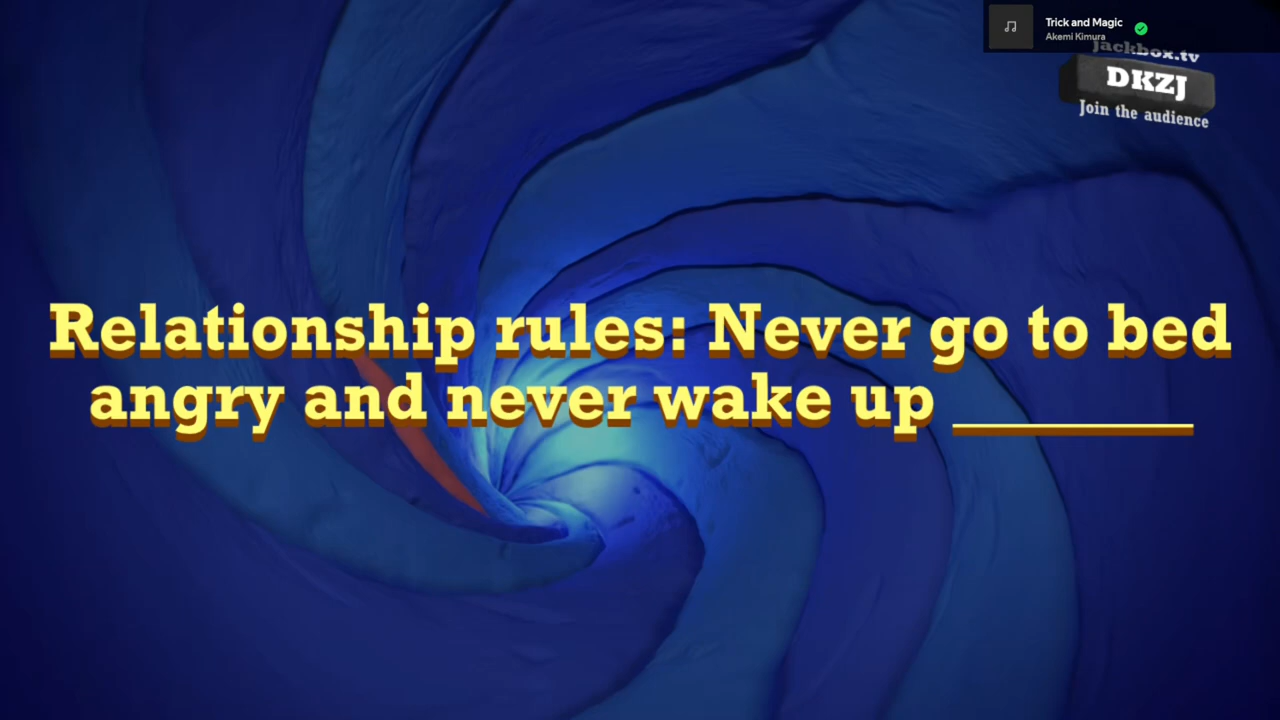 Trick and Magic
Akemi Kimura
jackbox.tv
DKZJ
Join the audience
Relationship rules: Never go to bed
angry and never wake up ________